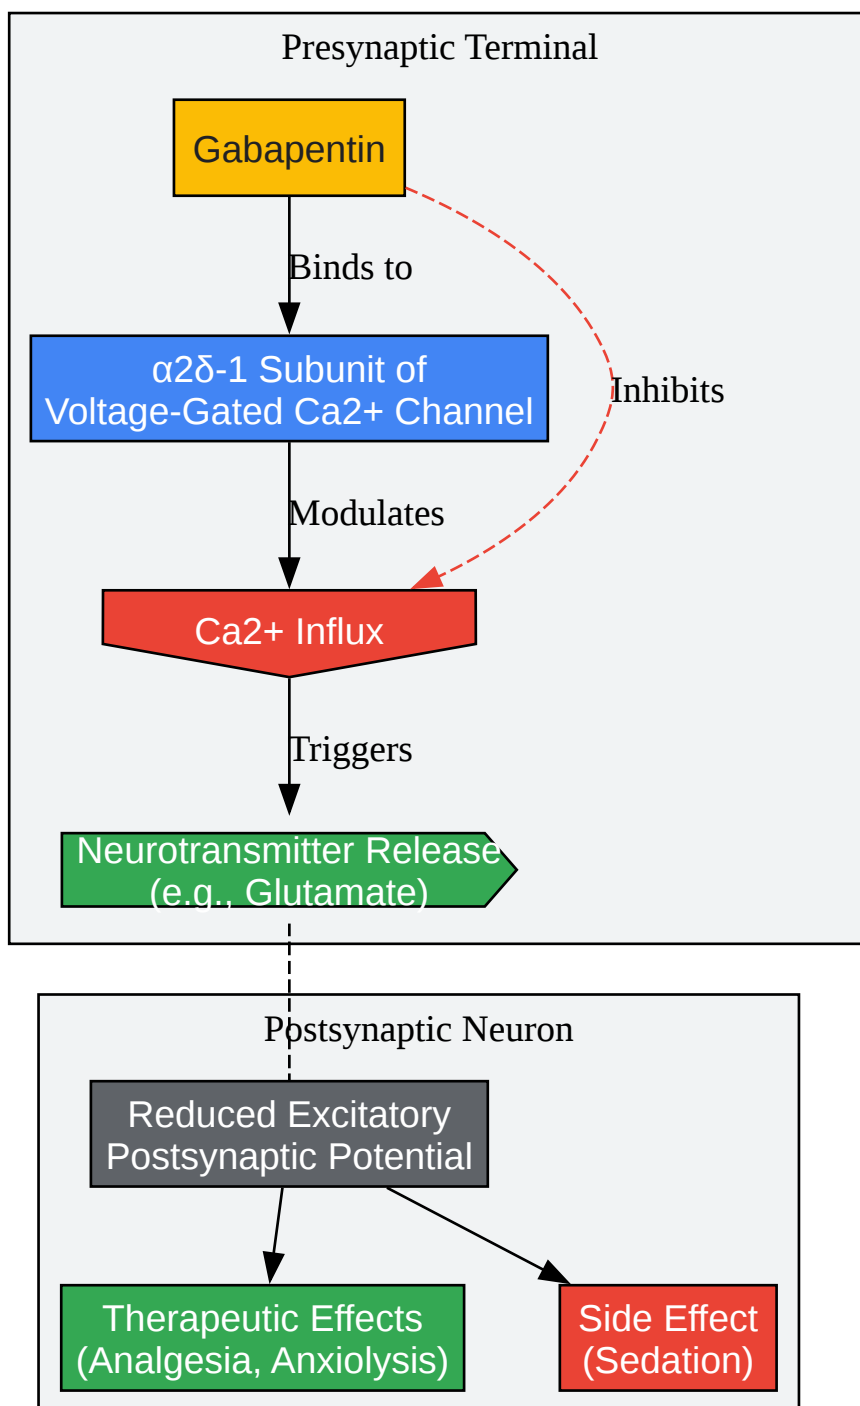 Presynaptic Terminal
Gabapentin
Binds to
α2δ-1 Subunit of
Voltage-Gated Ca2+ Channel
Inhibits
Modulates
Ca2+ Influx
Triggers
Neurotransmitter Release
(e.g., Glutamate)
Postsynaptic Neuron
Reduced Excitatory
Postsynaptic Potential
Therapeutic Effects
(Analgesia, Anxiolysis)
Side Effect
(Sedation)